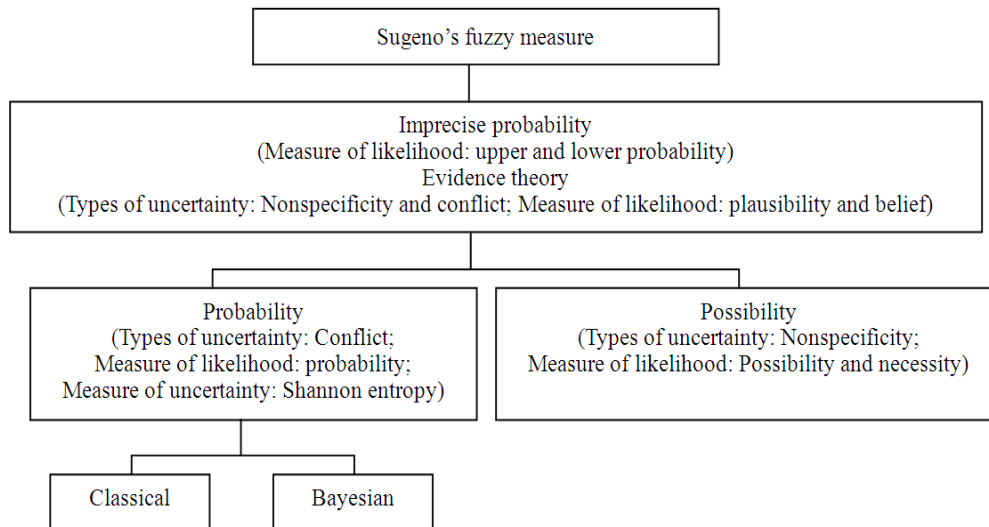 Sugeno’s fuzzy measure
Imprecise probability
(Measure of likelihood: upper and lower probability)
Evidence theory
(Types of uncertainty: Nonspecificity and conflict; Measure of likelihood: plausibility and belief)
Probability
(Types of uncertainty: Conflict;
Measure of likelihood: probability;
Measure of uncertainty: Shannon entropy)
Possibility
(Types of uncertainty: Nonspecificity;
Measure of likelihood: Possibility and necessity)
Classical
Bayesian